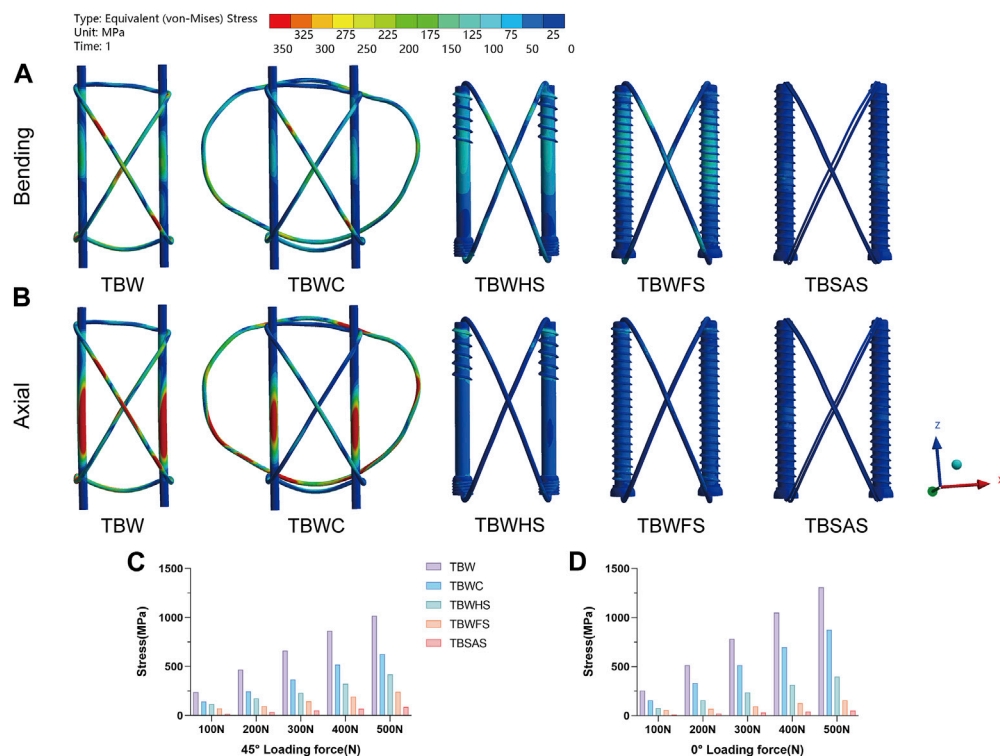 Type: Equivalent (von-Mises) Stress
Unit: MPa
Time: 1
325 275 225 175 125 75 25
350 300 250 200 150 100 50 0
A
Bending
TBW TBWC TBWHS TBWFS TBSAS
B
Axial
TBW TBWC TBWHS TBWFS TBSAS
Z
X
C
Stress(MPa)
1500
1000
500
0
100N 200N 300N 400N 500N
45° Loading force(N)
TBW
TBWC
TBWHS
TBWFS
TBSAS
D
Stress(MPa)
1500
1000
500
0
100N 200N 300N 400N 500N
0° Loading force(N)